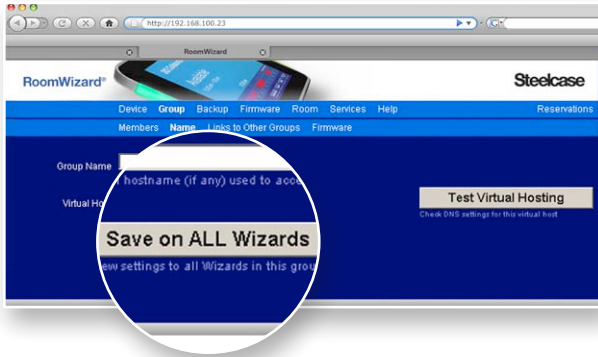 http://192.168.100.23
RoomWizard
RoomWizard®
Steelcase
Device Group Backup Firmware Room Services Help
Reservations
Members Name Links to Other Groups Firmware
Group Name
hostname (if any) used to acce
Virtual Ho
Test Virtual Hosting
Check DNS settings for this virtual host
Save on ALL Wizards
ew settings to all Wizards in this grou